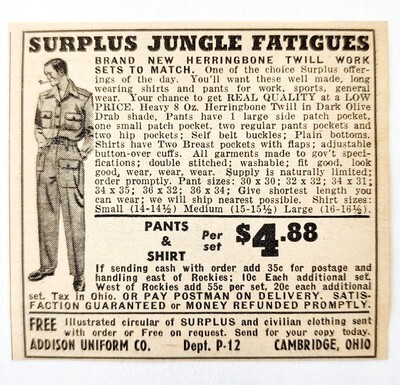 SURPLUS JUNGLE FATIGUES
BRAND NEW HERRINGBONE TWILL WORK
SETS TO MATCH. One of the choice Surplus offer-
ings of the day. You'll want these well made, long
wearing shirts and pants for work, sports, general
wear. Your chance to get REAL QUALITY at a LOW
PRICE. Heavy 8 Oz. Herringbone Twill in Dark Olive
Drab shade, Pants have 1 large side patch pocket,
one small patch pocket, two regular pants pockets and
two hip pockets; Self belt buckles; Plain bottoms.
Shirts have Two Breast pockets with flaps; adjustable
button-over cuffs. All garments made to gov't speci-
fications; double stitched; washable; fit good, look
good, wear, wear, wear. Supply is naturally limited;
order promptly. Pant sizes: 30 x 30; 32 x 32; 34 x 31;
34 x 35; 36 x 32; 36 x 34; Give shortest length you
can wear; we will ship nearest possible. Shirt sizes:
Small (14-14½) Medium (15-15½) Large (16-16½).
PANTS & SHIRT Per set $4.88
If sending cash with order add 35c for postage and
handling east of Rockies; 10c Each additional set.
West of Rockies add 55c per set, 20c each additional
set. Tax in Ohio. OR PAY POSTMAN ON DELIVERY. SATIS-
FACTION GUARANTEED or MONEY REFUNDED PROMPTLY.
FREE Illustrated circular of SURPLUS and civilian clothing sent
with order or Free on request. Send for your copy today.
ADDISON UNIFORM CO. Dept. P-12 CAMBRIDGE, OHIO